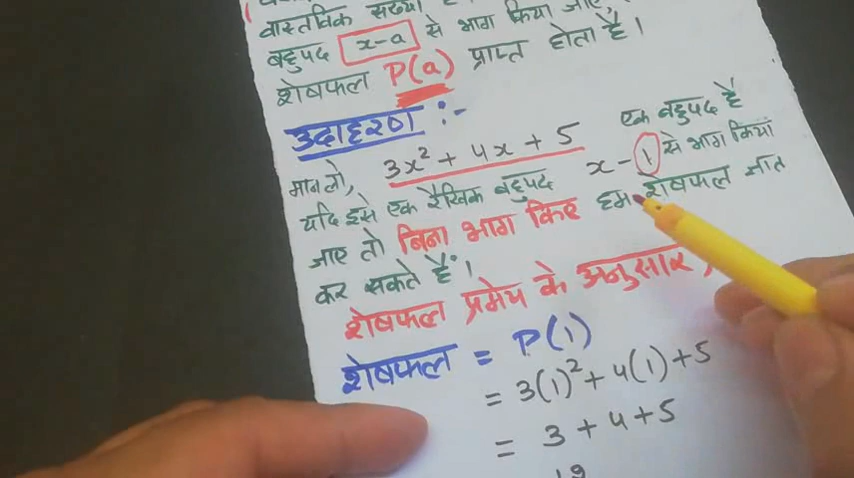 वास्तविक संख्या
बहुपद x-a से भाग किया जाए,
शेषफल P(a) प्राप्त होता है।
उदाहरण :-
मान लो, 3x² + 4x + 5 एक बहुपद है
यदि इसे एक रैखिक बहुपद x - 1 से भाग किया
जाए तो बिना भाग किए हम शेषफल ज्ञात
कर सकते हैं।
शेषफल प्रमेय के अनुसार,
शेषफल = P(1)
= 3(1)² + 4(1) + 5
= 3 + 4 + 5